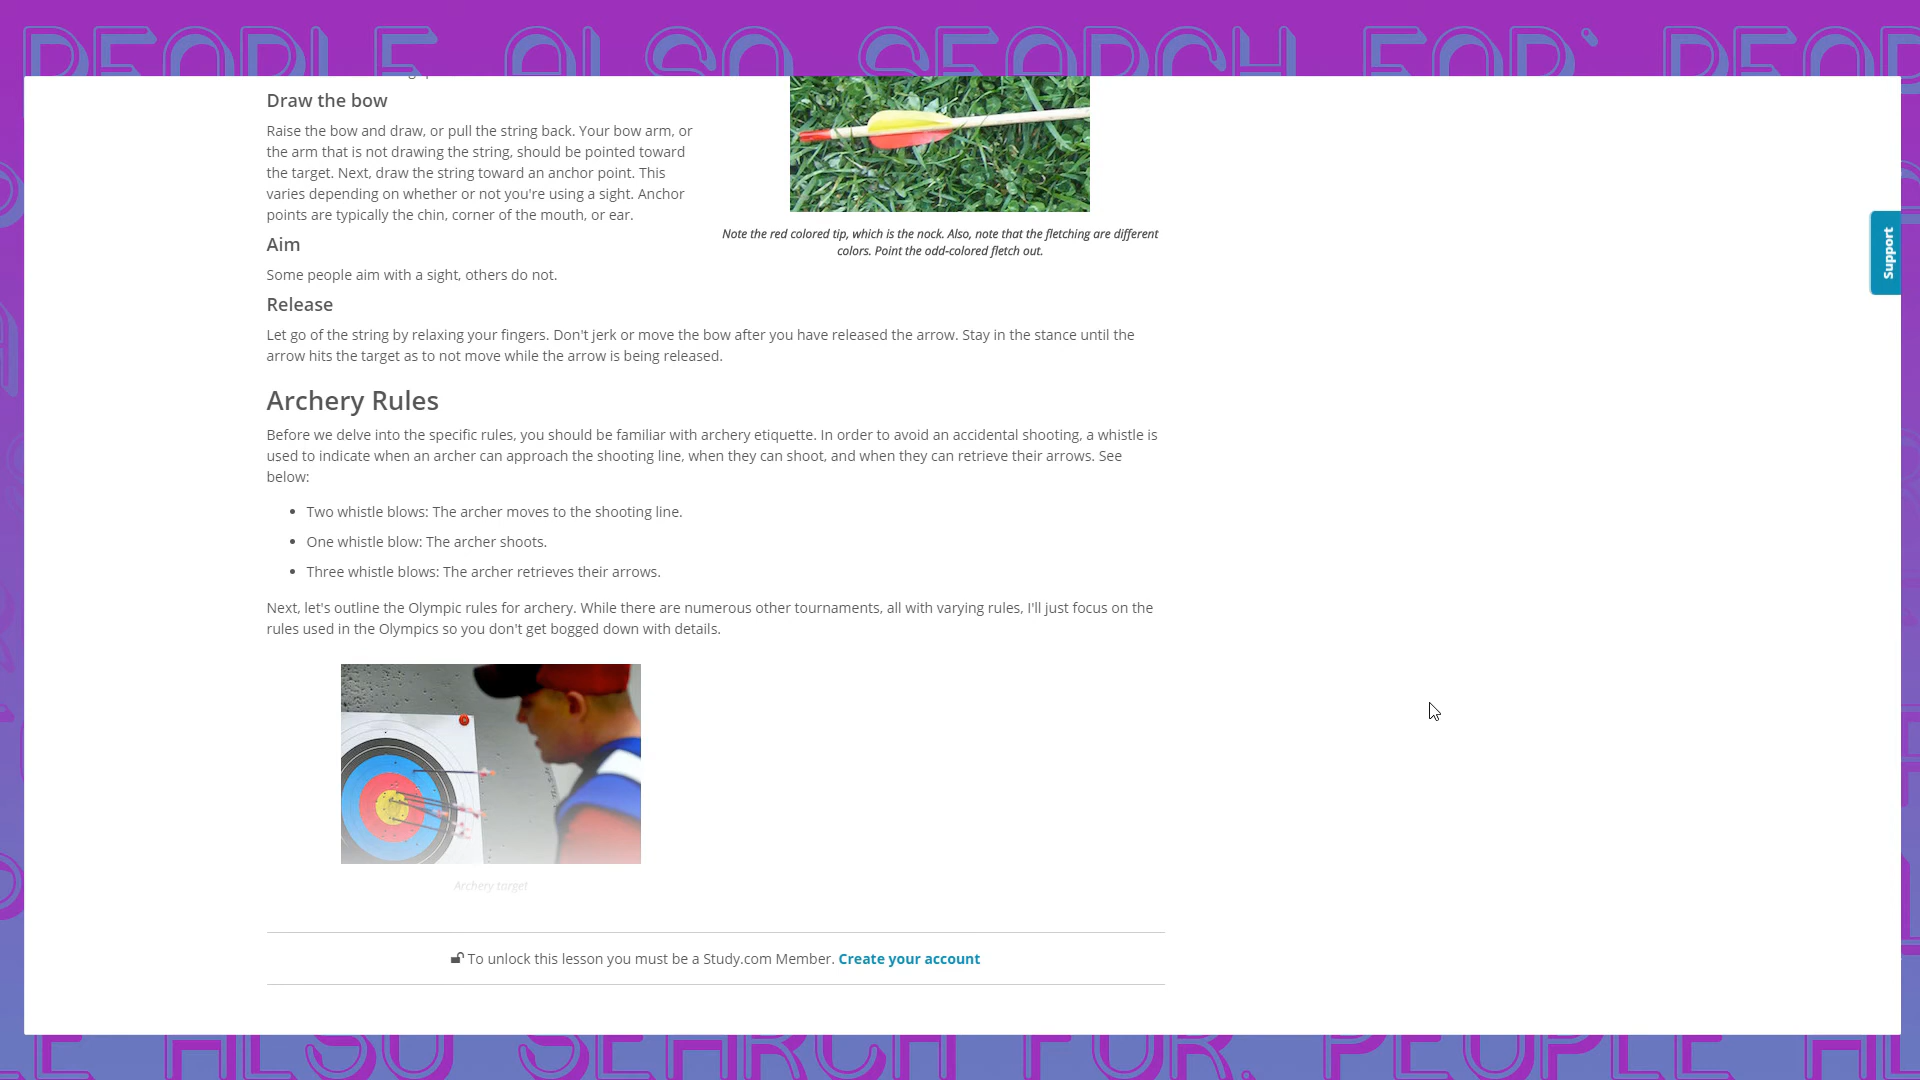 PEOPLE ALSO SEARCH FOR:
Draw the bow
Raise the bow and draw, or pull the string back. Your bow arm, or
the arm that is not drawing the string, should be pointed toward
the target. Next, draw the string toward an anchor point. This
varies depending on whether or not you're using a sight. Anchor
points are typically the chin, corner of the mouth, or ear.
Note the red colored tip, which is the nock. Also, note that the fletching are different
colors. Point the odd-colored fletch out.
Support
Aim
Some people aim with a sight, others do not.
Release
Let go of the string by relaxing your fingers. Don't jerk or move the bow after you have released the arrow. Stay in the stance until the
arrow hits the target as to not move while the arrow is being released.
Archery Rules
Before we delve into the specific rules, you should be familiar with archery etiquette. In order to avoid an accidental shooting, a whistle is
used to indicate when an archer can approach the shooting line, when they can shoot, and when they can retrieve their arrows. See
below:
• Two whistle blows: The archer moves to the shooting line.
• One whistle blow: The archer shoots.
• Three whistle blows: The archer retrieves their arrows.
Next, let's outline the Olympic rules for archery. While there are numerous other tournaments, all with varying rules, I'll just focus on the
rules used in the Olympics so you don't get bogged down with details.
Archery target
To unlock this lesson you must be a Study.com Member. Create your account
ALSO SEARCH FOR: PEOPLE